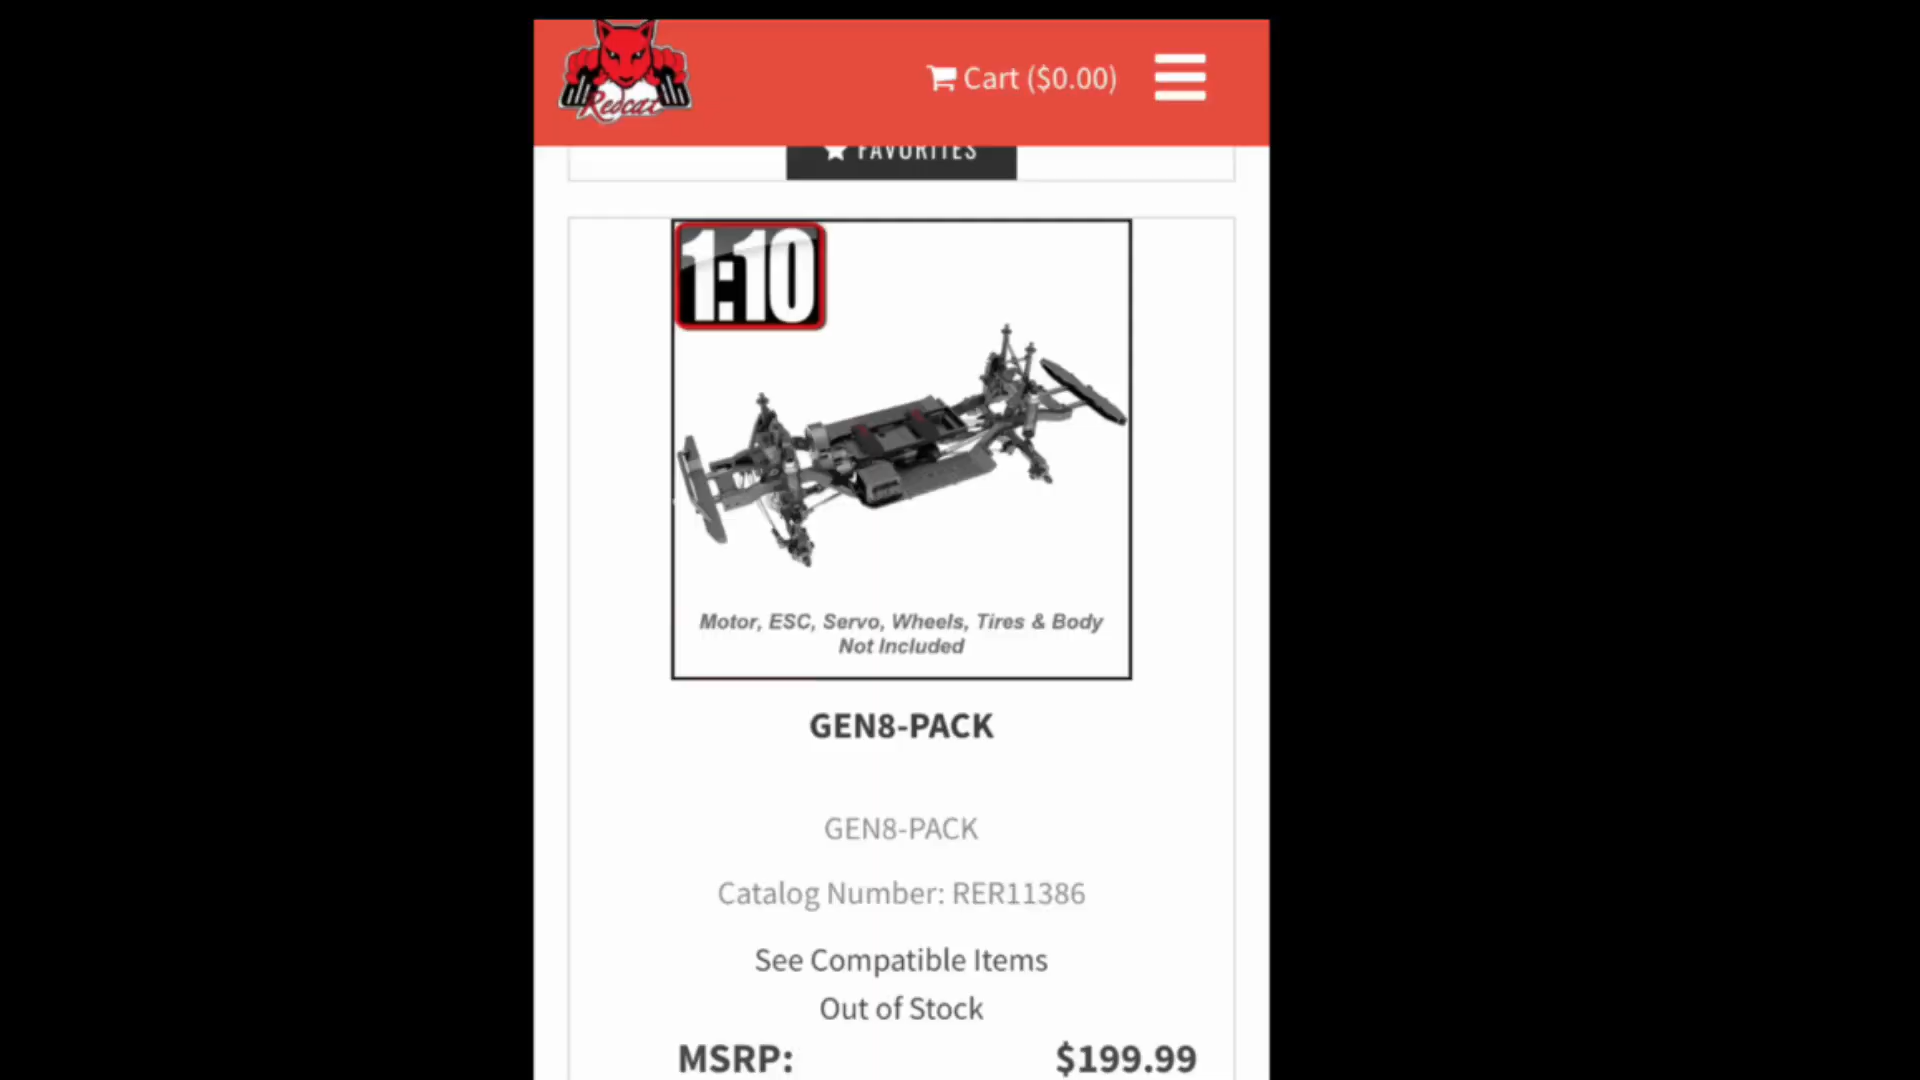 Redcat
Cart ($0.00)
FAVORITES
1:10
Motor, ESC, Servo, Wheels, Tires & Body
Not Included
GEN8-PACK
GEN8-PACK
Catalog Number: RER11386
See Compatible Items
Out of Stock
MSRP: $199.99